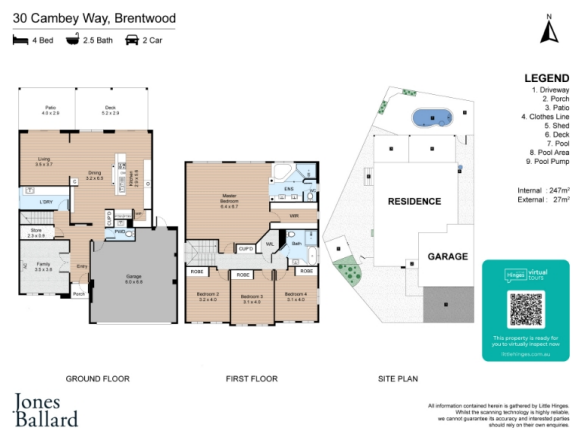 30 Cambey Way, Brentwood
4 Bed 2.5 Bath 2 Car
N
LEGEND
1. Driveway
2. Porch
3. Patio
4. Clothes Line
5. Shed
6. Deck
7. Pool
8. Pool Area
9. Pool Pump
Internal : 247m²
External : 27m²
Patio
Deck
Living
Dining
Kitchen
L'DRY
Store
CUP'D
PWD
Family
Entry
Porch
Garage
Master
Bedroom
ENS
WIR
CUP'D
W/L
Bath
ROBE
ROBE
ROBE
Bedroom 2
Bedroom 3
Bedroom 4
RESIDENCE
GARAGE
Hinges virtual
tours
This property is ready for
you to virtually inspect now
littlehinges.com.au
GROUND FLOOR
FIRST FLOOR
SITE PLAN
Jones
Ballard
All information contained herein is gathered by Little Hinges.
Whilst the scanning technology is highly reliable,
we cannot guarantee its accuracy and interested parties
should rely on their own enquiries.